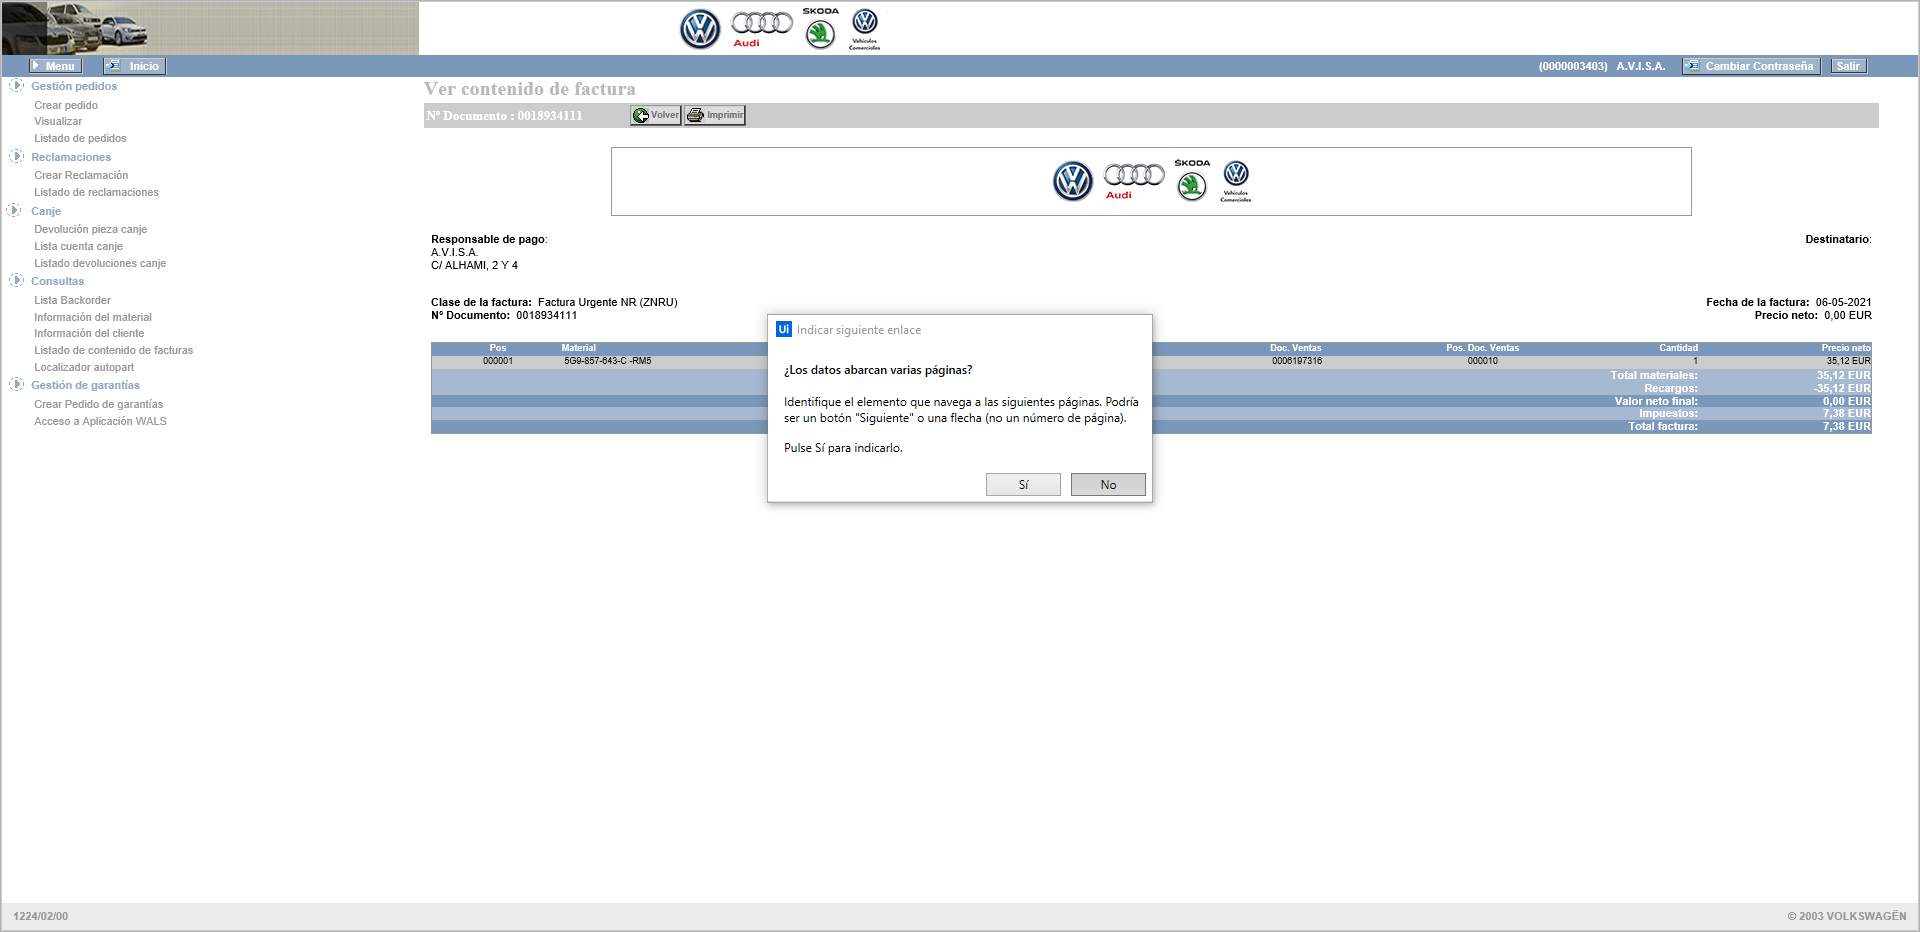 Audi
ŠKODA
Vehículos
Comerciales
Menu
Inicio
(0000003403) A.V.I.S.A.
Cambiar Contraseña
Salir
Gestión pedidos
Crear pedido
Visualizar
Listado de pedidos
Reclamaciones
Crear Reclamación
Listado de reclamaciones
Canje
Devolución pieza canje
Lista cuenta canje
Listado devoluciones canje
Consultas
Lista Backorder
Información del material
Información del cliente
Listado de contenido de facturas
Localizador autopart
Gestión de garantías
Crear Pedido de garantías
Acceso a Aplicación WALS
Ver contenido de factura
Nº Documento : 0018934111
Volver
Imprimir
Audi
ŠKODA
Vehículos
Comerciales
Responsable de pago:
A.V.I.S.A.
C/ ALHAMI, 2 Y 4
Destinatario:
Clase de la factura: Factura Urgente NR (ZNRU)
Nº Documento: 0018934111
Fecha de la factura: 06-05-2021
Precio neto: 0,00 EUR
Pos Material Doc. Ventas Pos. Doc. Ventas Cantidad Precio neto
000001 5G9-857-643-C -RM5 0006197316 000010 1 35,12 EUR
Total materiales: 35,12 EUR
Recargos: -35,12 EUR
Valor neto final: 0,00 EUR
Impuestos: 7,38 EUR
Total factura: 7,38 EUR
Ui Indicar siguiente enlace
¿Los datos abarcan varias páginas?
Identifique el elemento que navega a las siguientes páginas. Podría
ser un botón "Siguiente" o una flecha (no un número de página).
Pulse Sí para indicarlo.
Sí
No
1224/02/00
© 2003 VOLKSWAGËN